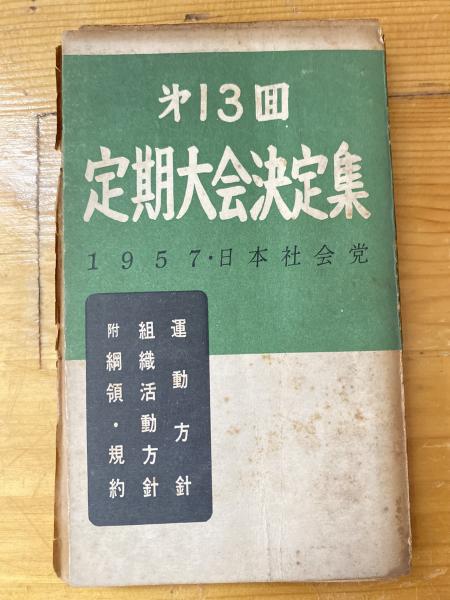 㐧13回
定期大会決定集
1957・日本社会党
運動方針
組織活動方針
附 綱領・規約